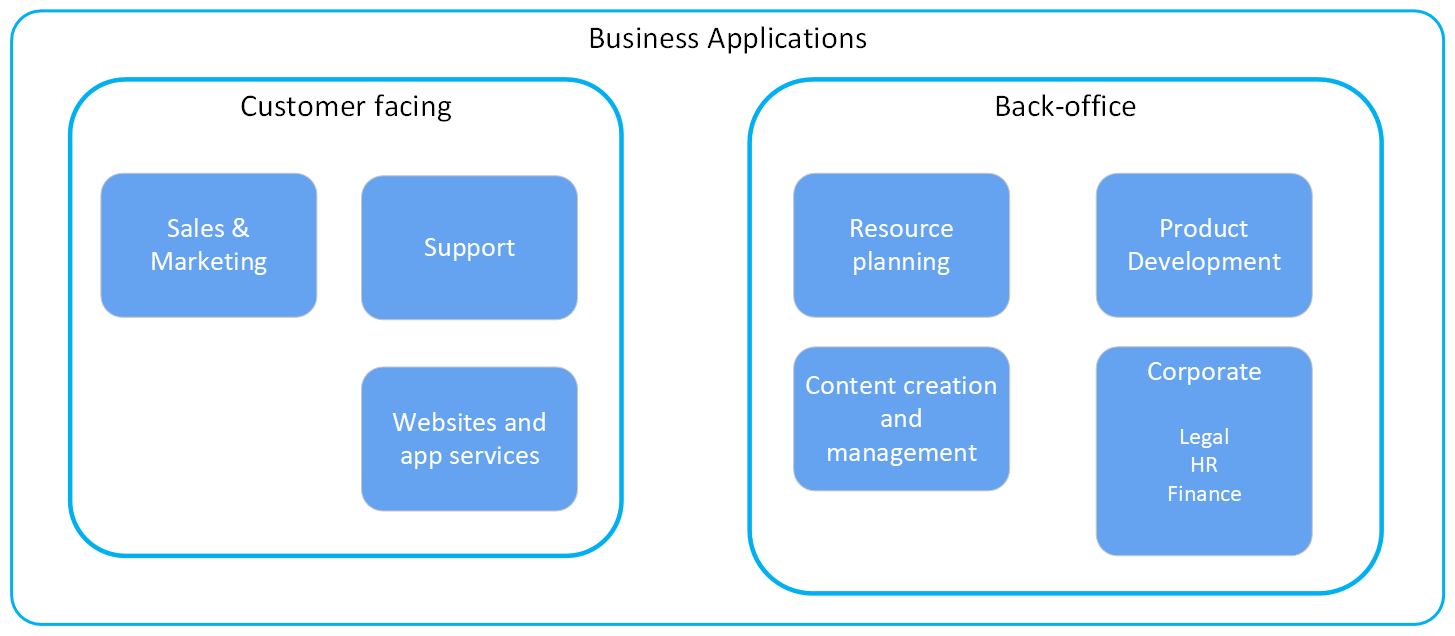 Business Applications
Customer facing
Sales &
Marketing
Support
Websites and
app services
Back-office
Resource
planning
Product
Development
Content creation
and
management
Corporate
Legal
HR
Finance